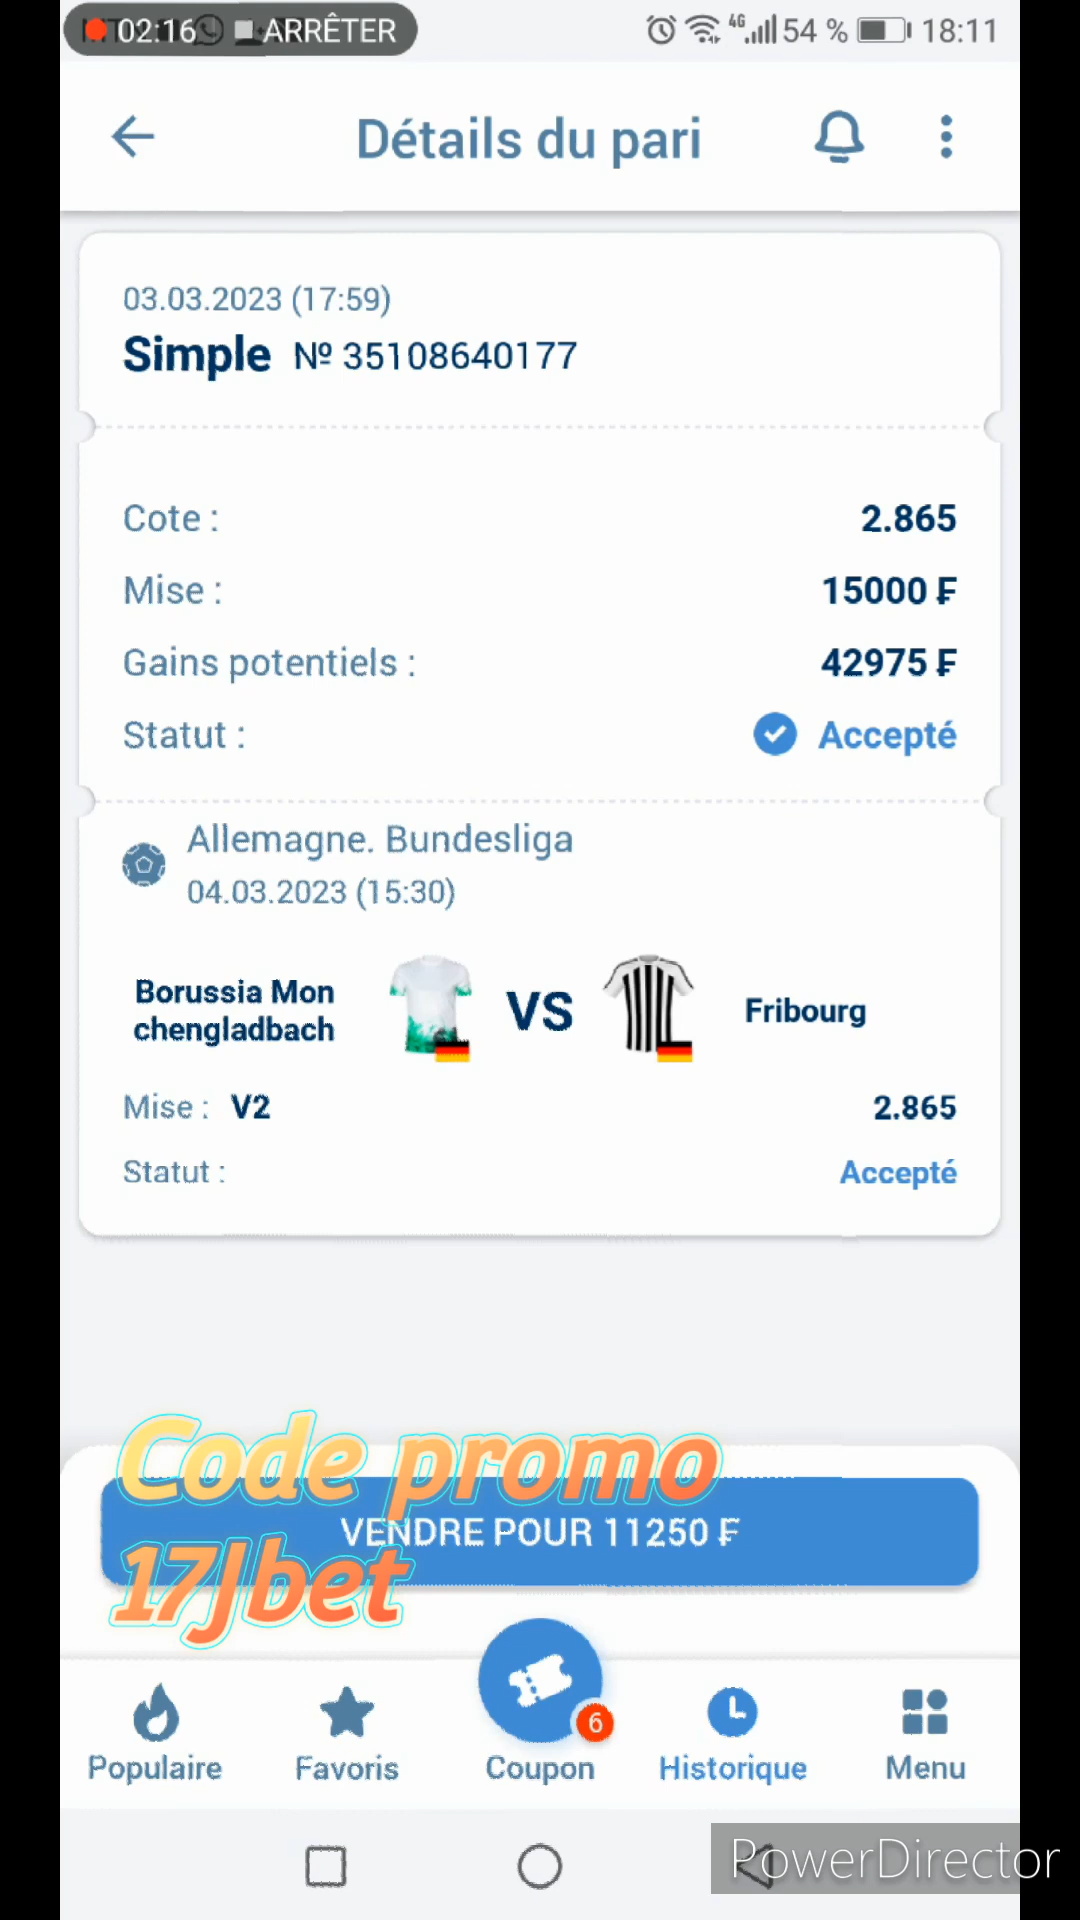 02:16 ARRÊTER 4G 54 % 18:11
Détails du pari
03.03.2023 (17:59)
Simple Nº 35108640177
Cote : 2.865
Mise : 15000 ₣
Gains potentiels : 42975 ₣
Statut : Accepté
Allemagne. Bundesliga
04.03.2023 (15:30)
Borussia Mon
chengladbach
VS
Fribourg
Mise : V2 2.865
Statut : Accepté
Code promo
VENDRE POUR 11250 ₣
17Jbet
6
Populaire Favoris Coupon Historique Menu
PowerDirector